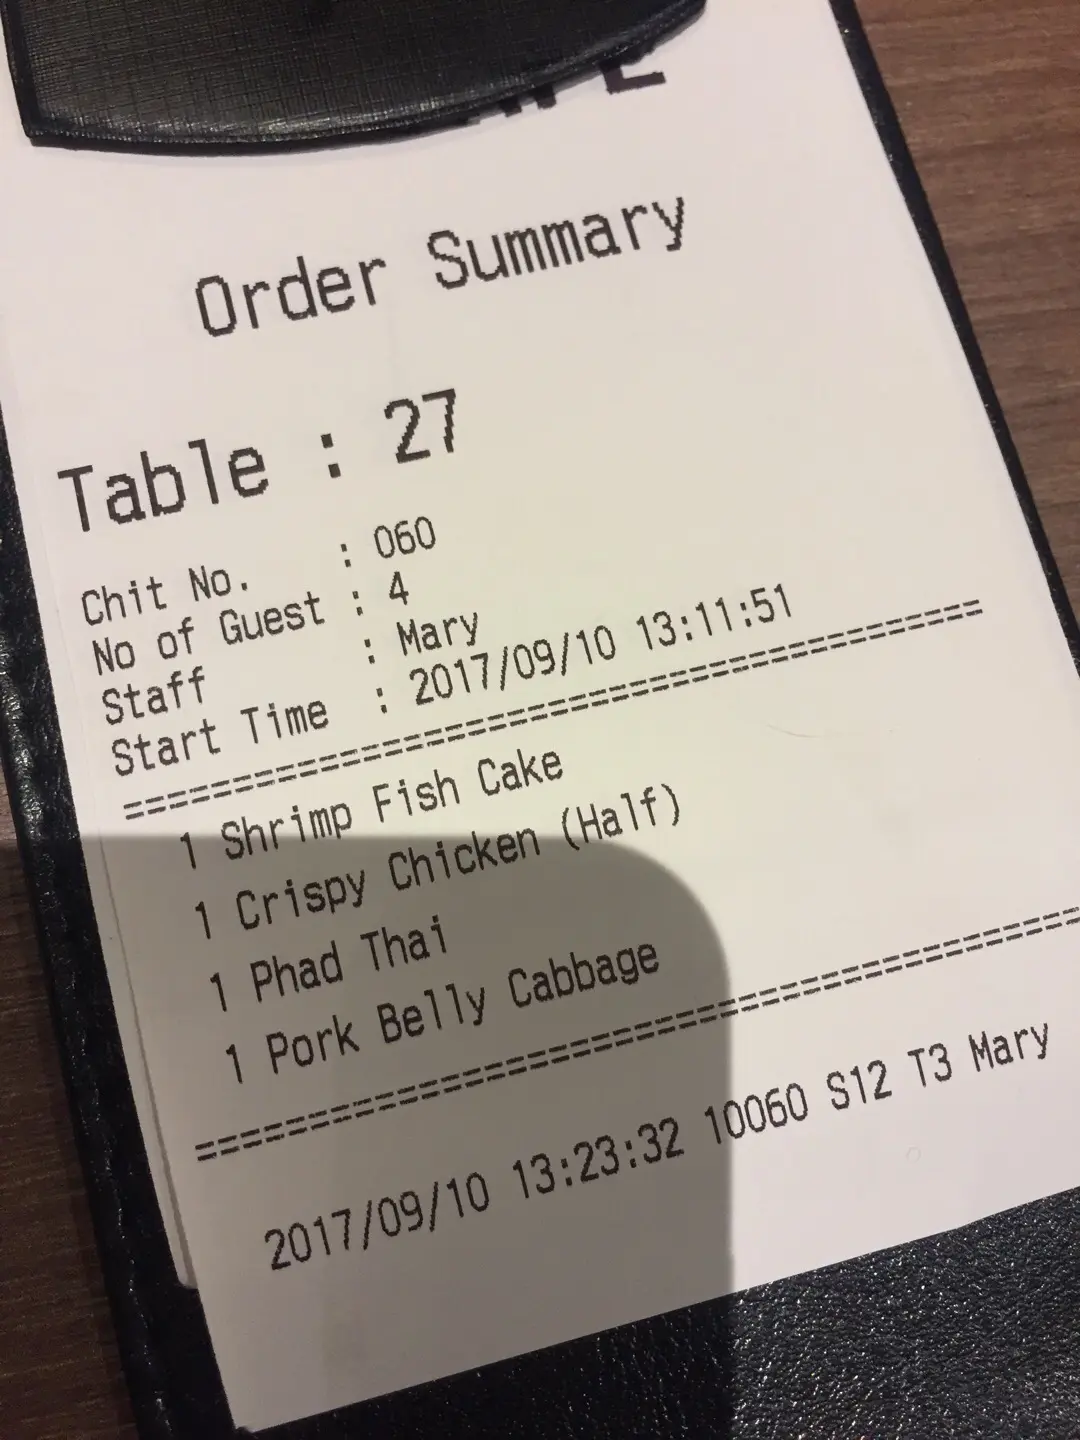 Order Summary
Table : 27
Chit No. : 060
No of Guest : 4
Staff : Mary
Start Time : 2017/09/10 13:11:51
========================================
1 Shrimp Fish Cake
1 Crispy Chicken (Half)
1 Phad Thai
1 Pork Belly Cabbage
========================================
2017/09/10 13:23:32 10060 S12 T3 Mary